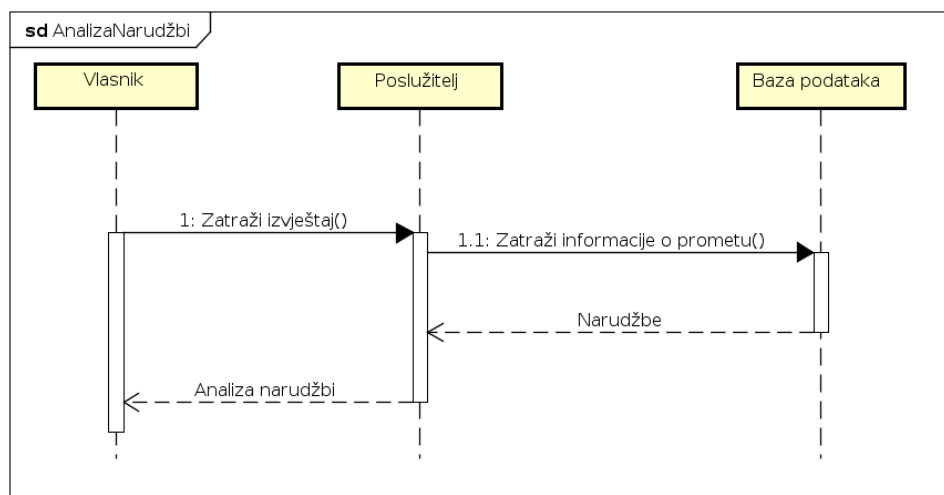 sd AnalizaNarudžbi
Vlasnik
Poslužitelj
Baza podataka
1: Zatraži izvještaj()
1.1: Zatraži informacije o prometu()
Narudžbe
Analiza narudžbi